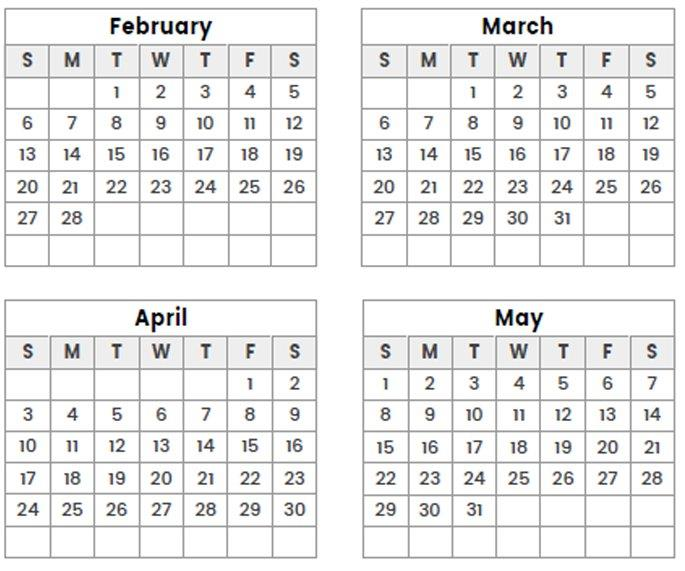 February
S M T W T F S
1 2 3 4 5
6 7 8 9 10 11 12
13 14 15 16 17 18 19
20 21 22 23 24 25 26
27 28
March
S M T W T F S
1 2 3 4 5
6 7 8 9 10 11 12
13 14 15 16 17 18 19
20 21 22 23 24 25 26
27 28 29 30 31
April
S M T W T F S
1 2
3 4 5 6 7 8 9
10 11 12 13 14 15 16
17 18 19 20 21 22 23
24 25 26 27 28 29 30
May
S M T W T F S
1 2 3 4 5 6 7
8 9 10 11 12 13 14
15 16 17 18 19 20 21
22 23 24 25 26 27 28
29 30 31